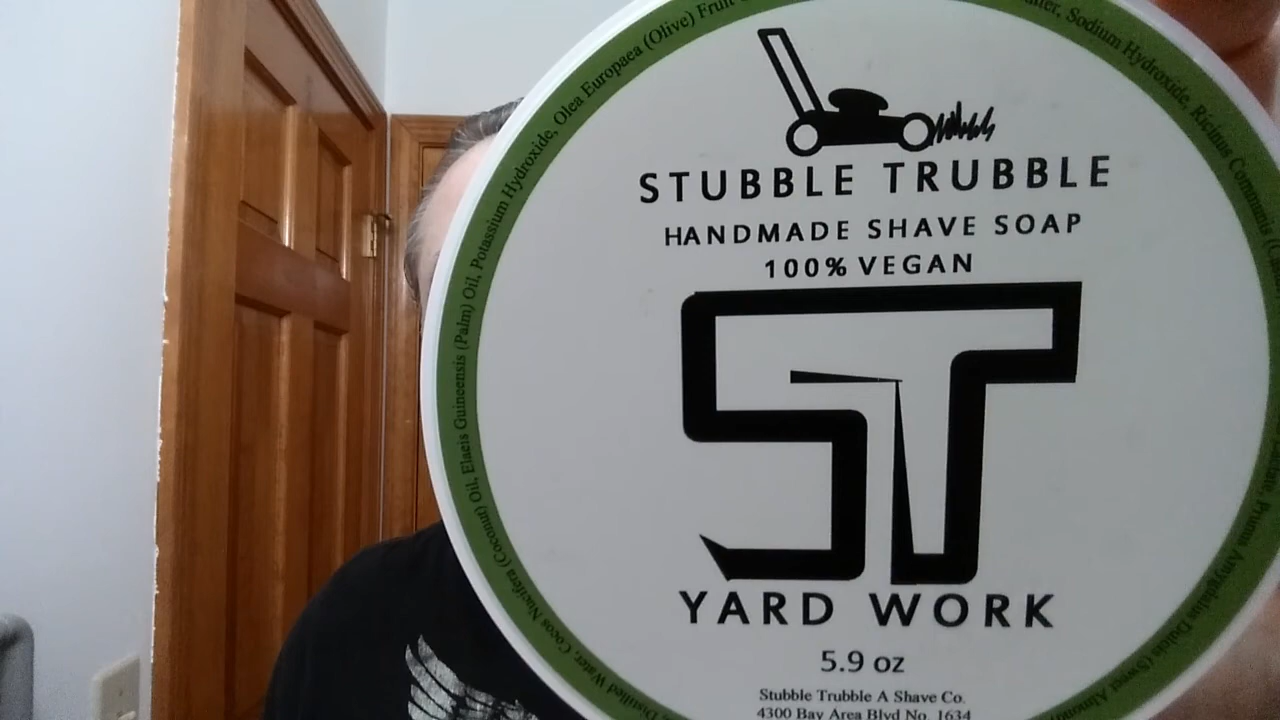 STUBBLE TRUBBLE
HANDMADE SHAVE SOAP
100% VEGAN
ST
YARD WORK
5.9 oz
Stubble Trubble A Shave Co.
4300 Bay Area Blvd No. 1634
Distilled Water, Cocos Nucifera (Coconut) Oil, Elaeis Guineensis (Palm) Oil, Potassium Hydroxide, Olea Europaea (Olive) Fruit
Sodium Hydroxide, Ricinus Communis
Prunus Amygdalus Dulcis (Sweet Almond)